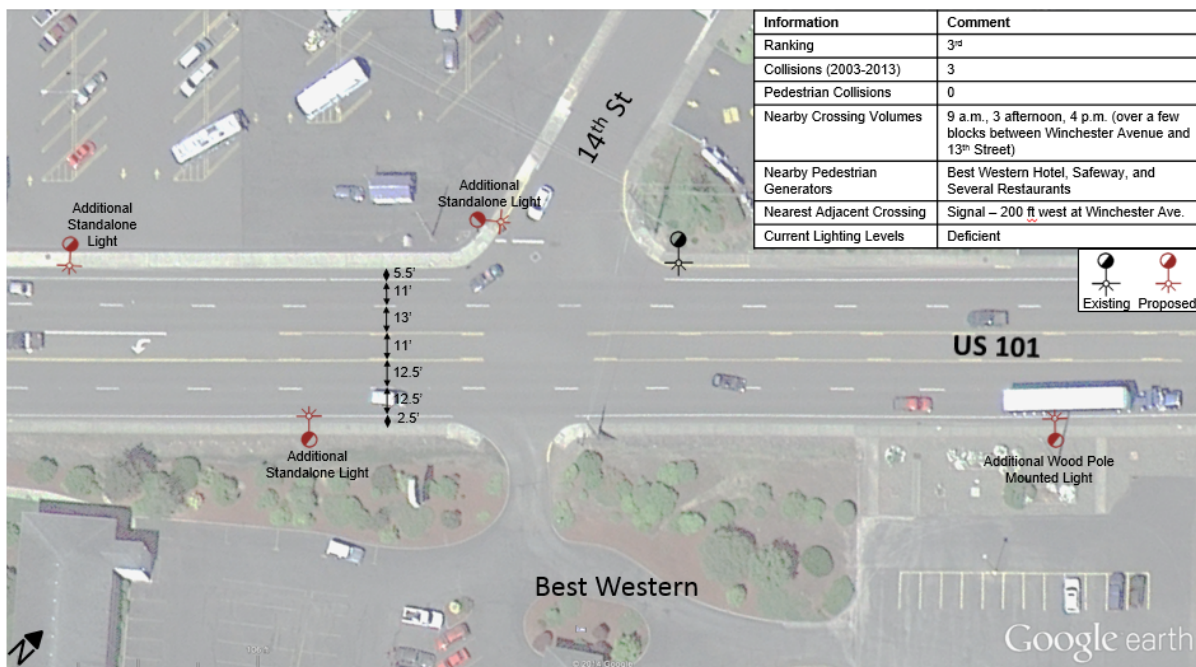 Information Comment
Ranking 3rd
Collisions (2003-2013) 3
Pedestrian Collisions 0
Nearby Crossing Volumes 9 a.m., 3 afternoon, 4 p.m. (over a few
blocks between Winchester Avenue and
13th Street)
Nearby Pedestrian Best Western Hotel, Safeway, and
Generators Several Restaurants
Nearest Adjacent Crossing Signal – 200 ft west at Winchester Ave.
Current Lighting Levels Deficient
Existing Proposed
14th St
Additional
Standalone
Light
Additional
Standalone Light
5.5'
11'
13'
11'
12.5'
12.5'
2.5'
US 101
Additional
Standalone Light
Additional Wood Pole
Mounted Light
Best Western
N
Google earth